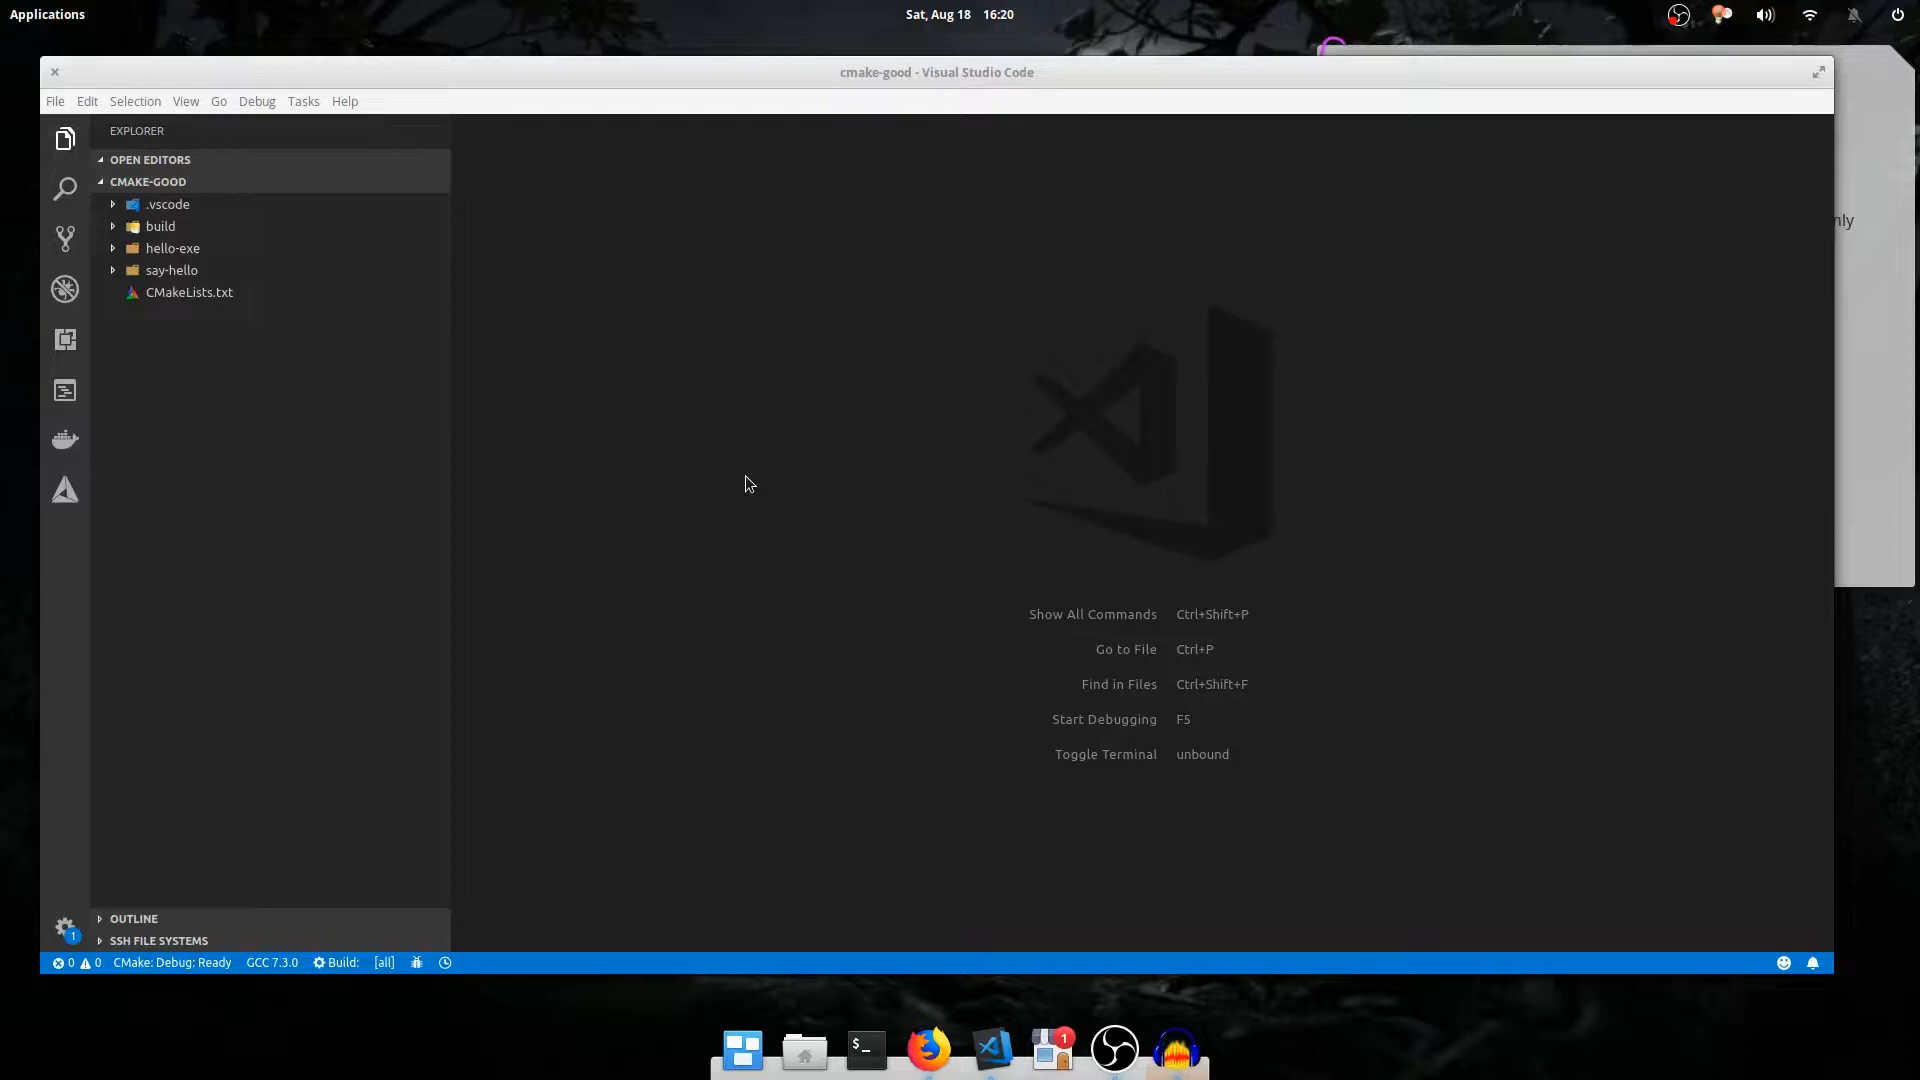 Applications
Sat, Aug 18 16:20
cmake-good - Visual Studio Code
File Edit Selection View Go Debug Tasks Help
EXPLORER
OPEN EDITORS
CMAKE-GOOD
.vscode
build
nly
hello-exe
say-hello
CMakeLists.txt
Show All Commands Ctrl+Shift+P
Go to File Ctrl+P
Find in Files Ctrl+Shift+F
Start Debugging F5
Toggle Terminal unbound
OUTLINE
1
SSH FILE SYSTEMS
0 0 CMake: Debug: Ready GCC 7.3.0 Build: [all]
$_
1